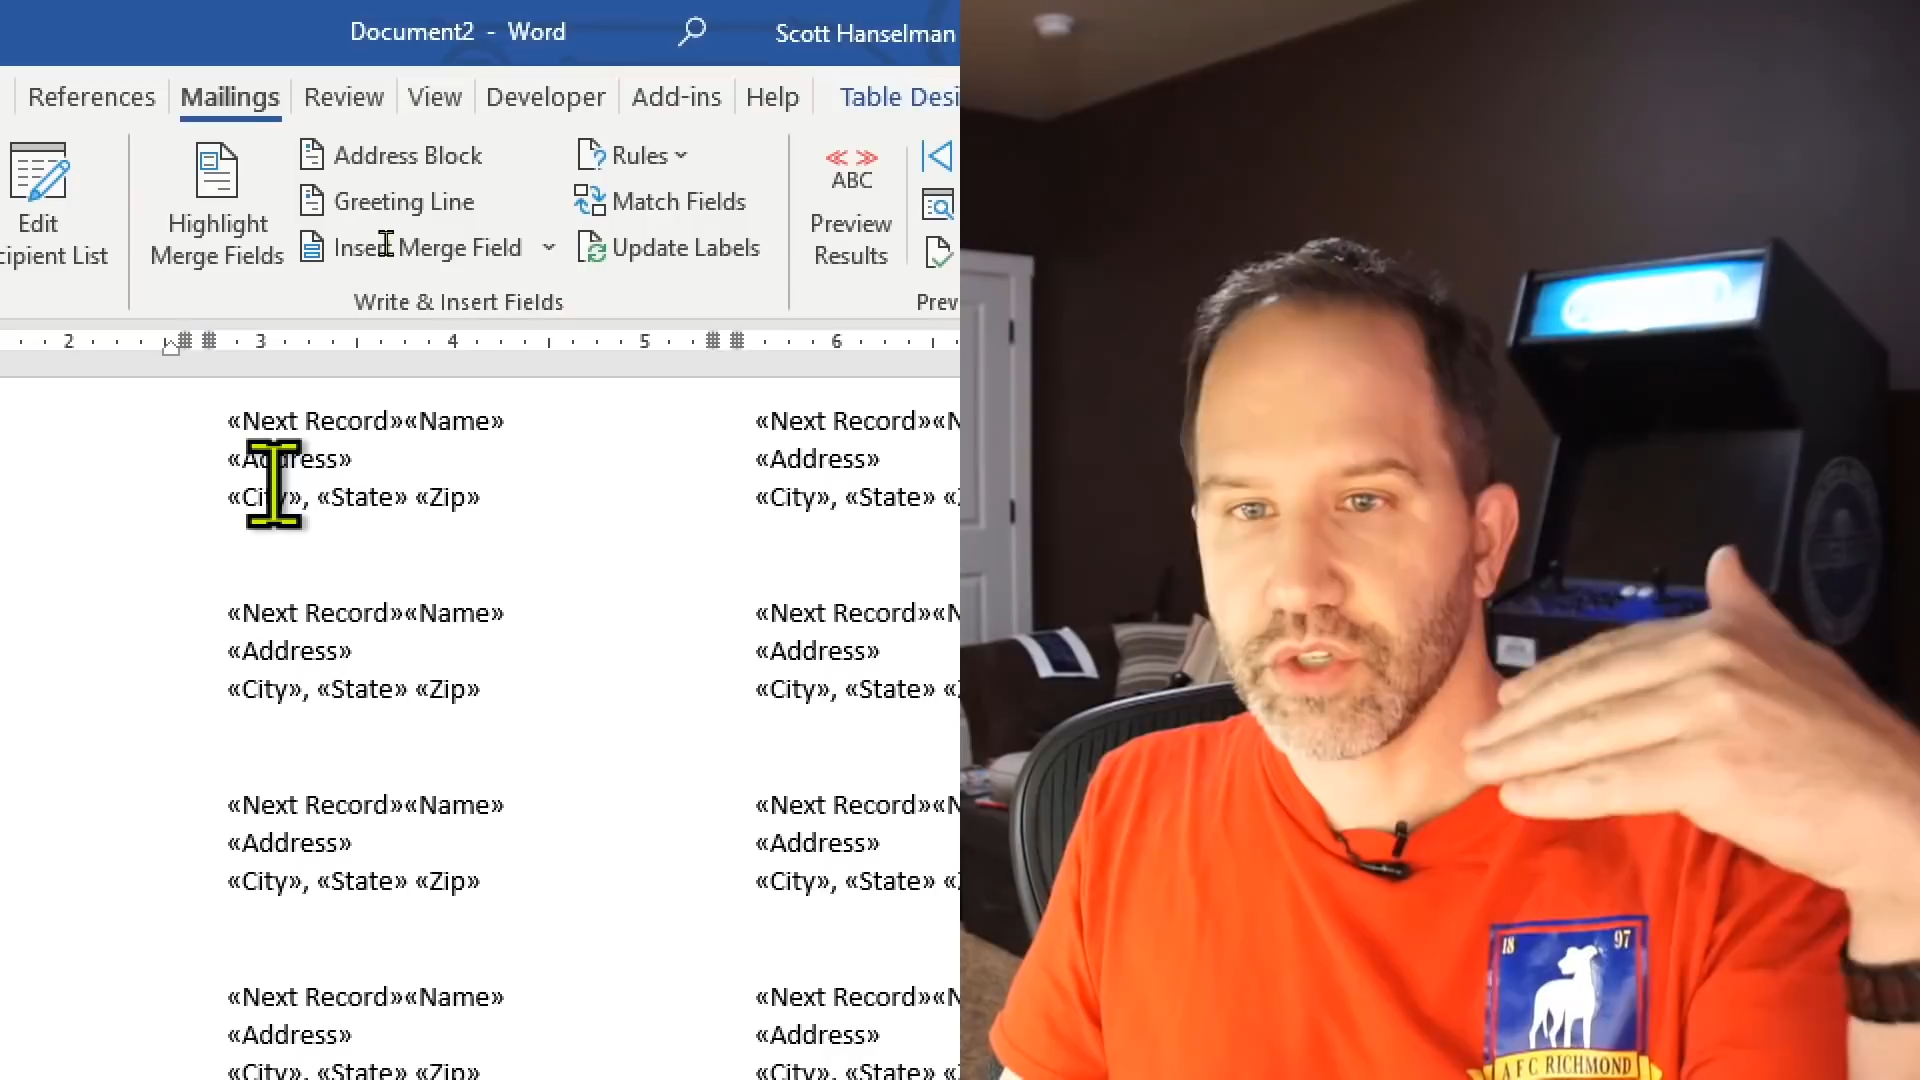 Document2 - Word
Scott Hanselman
References
Mailings
Review
View
Developer
Add-ins
Help
Table Desi
Edit
cipient List
Highlight
Merge Fields
Address Block
Greeting Line
Insert Merge Field
Rules
Match Fields
Update Labels
ABC
Preview
Results
Write & Insert Fields
Prev
2 3 4 5 6
«Next Record»«Name»
«Address»
«City», «State» «Zip»
«Next Record»«N
«Address»
«City», «State» «Z
«Next Record»«Name»
«Address»
«City», «State» «Zip»
«Next Record»«N
«Address»
«City», «State» «Z
«Next Record»«Name»
«Address»
«City», «State» «Zip»
«Next Record»«N
«Address»
«City», «State» «Z
«Next Record»«Name»
«Address»
«City», «State» «Zip»
«Next Record»«N
«Address»
«City», «State» «Z
18 97
AFC RICHMOND